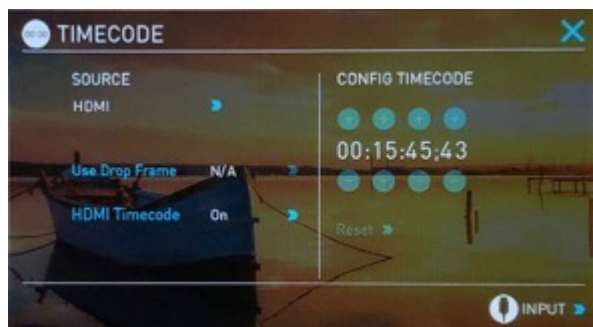 00:00 TIMECODE
SOURCE
HDMI
Use Drop Frame N/A
HDMI Timecode On
CONFIG TIMECODE
00:15:45;43
Reset
INPUT